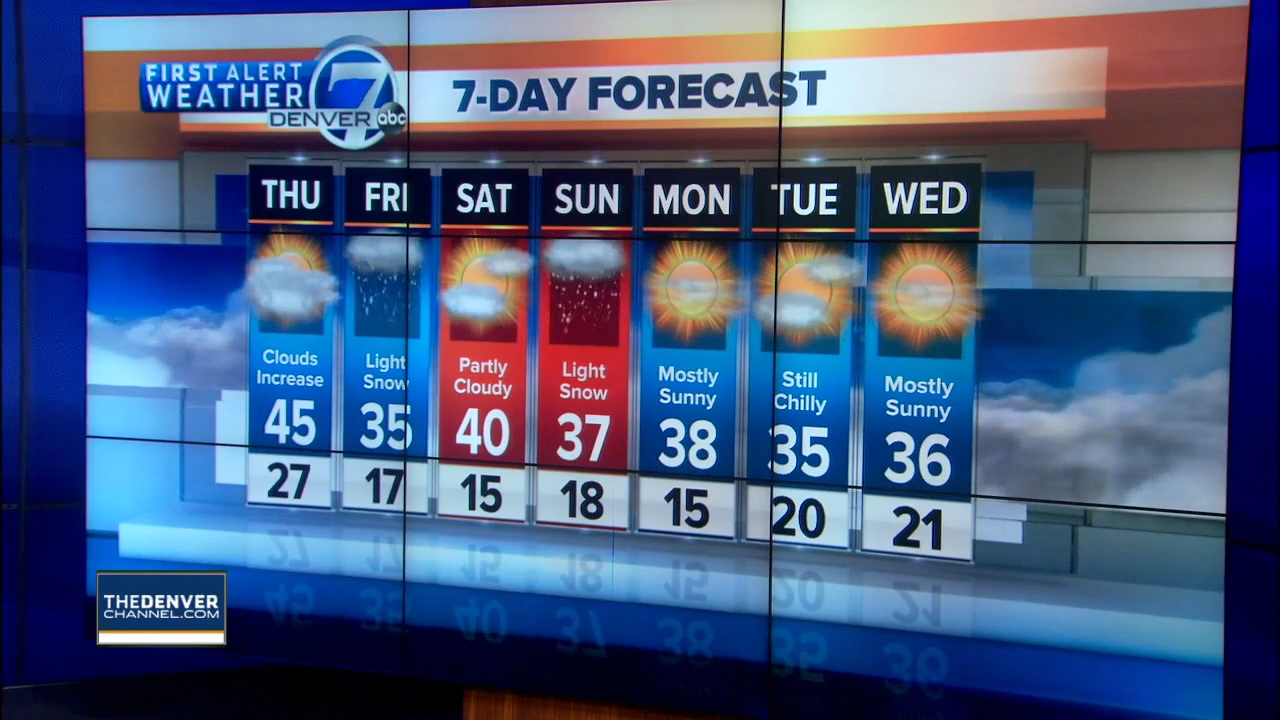 FIRST ALERT
WEATHER
7
DENVER abc
7-DAY FORECAST
THU FRI SAT SUN MON TUE WED
Clouds Increase
Light Snow
Partly Cloudy
Light Snow
Mostly Sunny
Still Chilly
Mostly Sunny
45 35 40 37 38 35 36
27 17 15 18 15 20 21
THEDENVER
CHANNEL.COM